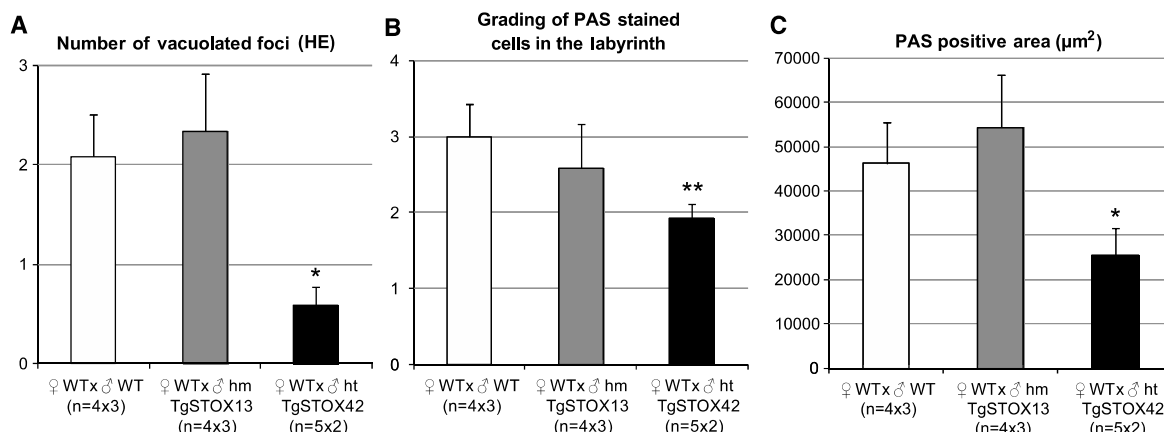 A
Number of vacuolated foci (HE)
3
2
1
0
*
♀ WTx ♂ WT
(n=4x3)
♀ WTx ♂ hm
TgSTOX13
(n=4x3)
♀ WTx ♂ ht
TgSTOX42
(n=5x2)
B
Grading of PAS stained
cells in the labyrinth
4
3
2
1
0
**
♀ WTx ♂ WT
(n=4x3)
♀ WTx ♂ hm
TgSTOX13
(n=4x3)
♀ WTx ♂ ht
TgSTOX42
(n=5x2)
C
PAS positive area (µm²)
70000
60000
50000
40000
30000
20000
10000
0
*
♀ WTx ♂ WT
(n=4x3)
♀ WTx ♂ hm
TgSTOX13
(n=4x3)
♀ WTx ♂ ht
TgSTOX42
(n=5x2)